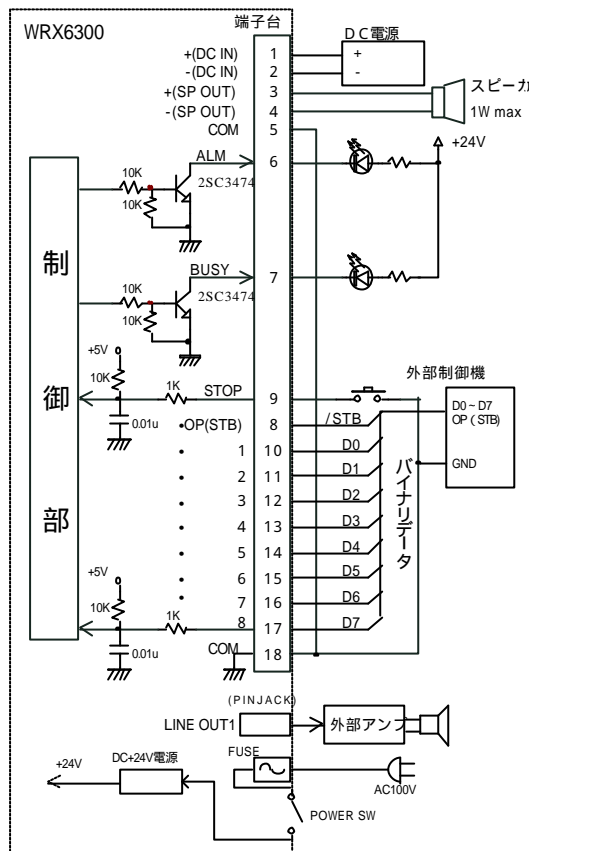 WRX6300
端子台
+(DC IN) 1
-(DC IN) 2
+(SP OUT) 3
-(SP OUT) 4
COM 5
DC電源
+
-
スピーカ
1W max
+24V
ALM 6
10K
10K
2SC3474
BUSY 7
10K
10K
2SC3474
制御部
+5V
10K
1K
STOP 9
0.01u
外部制御機
D0~D7
OP(STB)
GND
・OP(STB) 8 /STB
1 10 D0
2 11 D1
3 12 D2
4 13 D3
5 14 D4
6 15 D5
7 16 D6
8 17 D7
バイナリデータ
+5V
10K
1K
0.01u
COM 18
(PINJACK)
LINE OUT1
外部アンプ
FUSE
+24V
DC+24V電源
AC100V
POWER SW